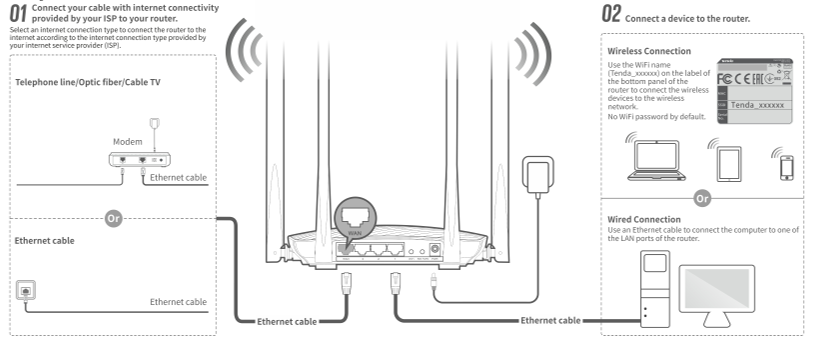 01 Connect your cable with internet connectivity
provided by your ISP to your router.
Select an internet connection type to connect the router to the
internet according to the internet connection type provided by
your internet service provider (ISP).
Telephone line/Optic fiber/Cable TV
Modem
Ethernet cable
Or
Ethernet cable
Ethernet cable
WAN
Ethernet cable
Ethernet cable
02 Connect a device to the router.
Wireless Connection
Use the WiFi name
(Tenda_xxxxxx) on the label of
the bottom panel of the
router to connect the wireless
devices to the wireless
network.
No WiFi password by default.
FC CE EAC
Tenda_xxxxxx
Or
Wired Connection
Use an Ethernet cable to connect the computer to one of
the LAN ports of the router.